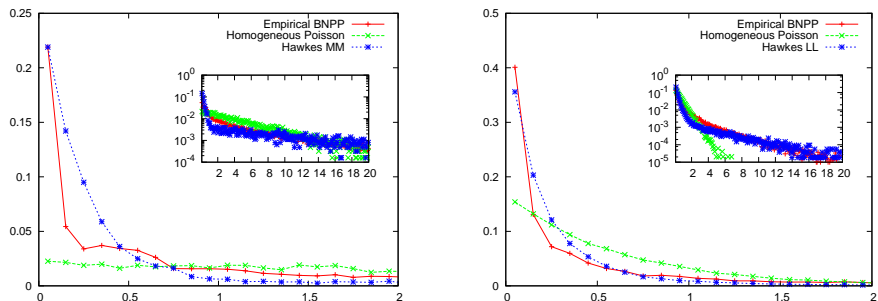 0.25
0.2
0.15
0.1
0.05
0
0 0.5 1 1.5 2
Empirical BNPP
Homogeneous Poisson
Hawkes MM
10^0
10^-1
10^-2
10^-3
10^-4
2 4 6 8 10 12 14 16 18 20
0.5
0.4
0.3
0.2
0.1
0
0 0.5 1 1.5 2
Empirical BNPP
Homogeneous Poisson
Hawkes LL
10^0
10^-1
10^-2
10^-3
10^-4
10^-5
2 4 6 8 10 12 14 16 18 20